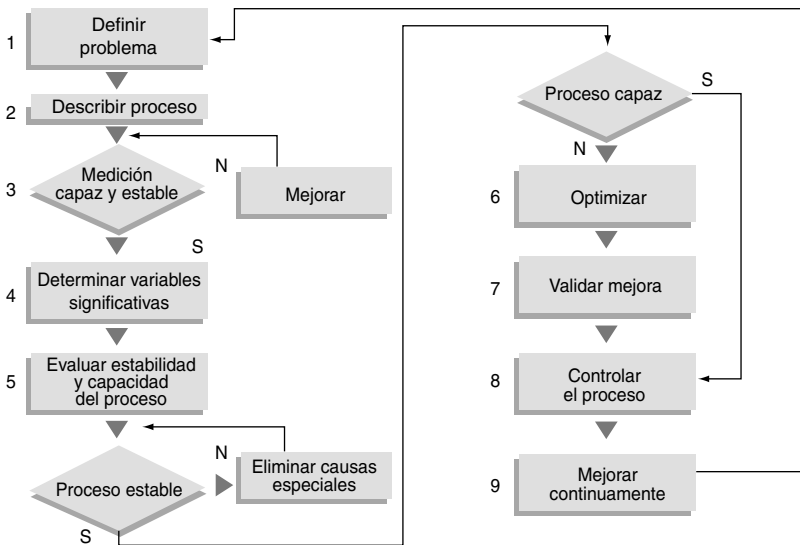 1
Definir
problema
2
Describir proceso
3
Medición
capaz y estable
N
Mejorar
S
4
Determinar variables
significativas
5
Evaluar estabilidad
y capacidad
del proceso
Proceso estable
N
Eliminar causas
especiales
S
Proceso capaz
S
N
6
Optimizar
7
Validar mejora
8
Controlar
el proceso
9
Mejorar
continuamente